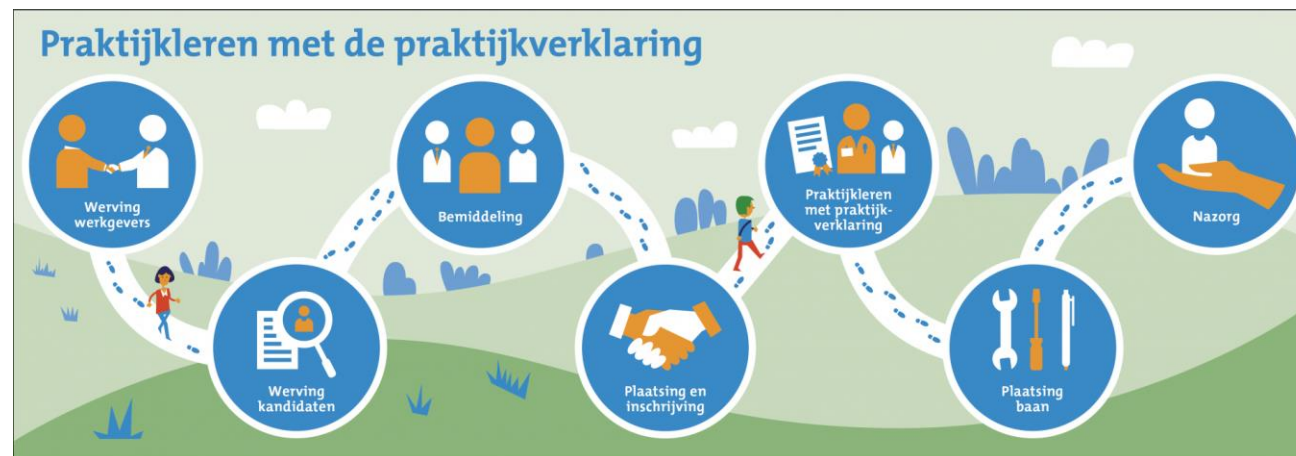 Praktijkleren met de praktijkverklaring
Werving
werkgevers
Werving
kandidaten
Bemiddeling
Plaatsing en
inschrijving
Praktijkleren
met praktijk-
verklaring
Plaatsing
baan
Nazorg